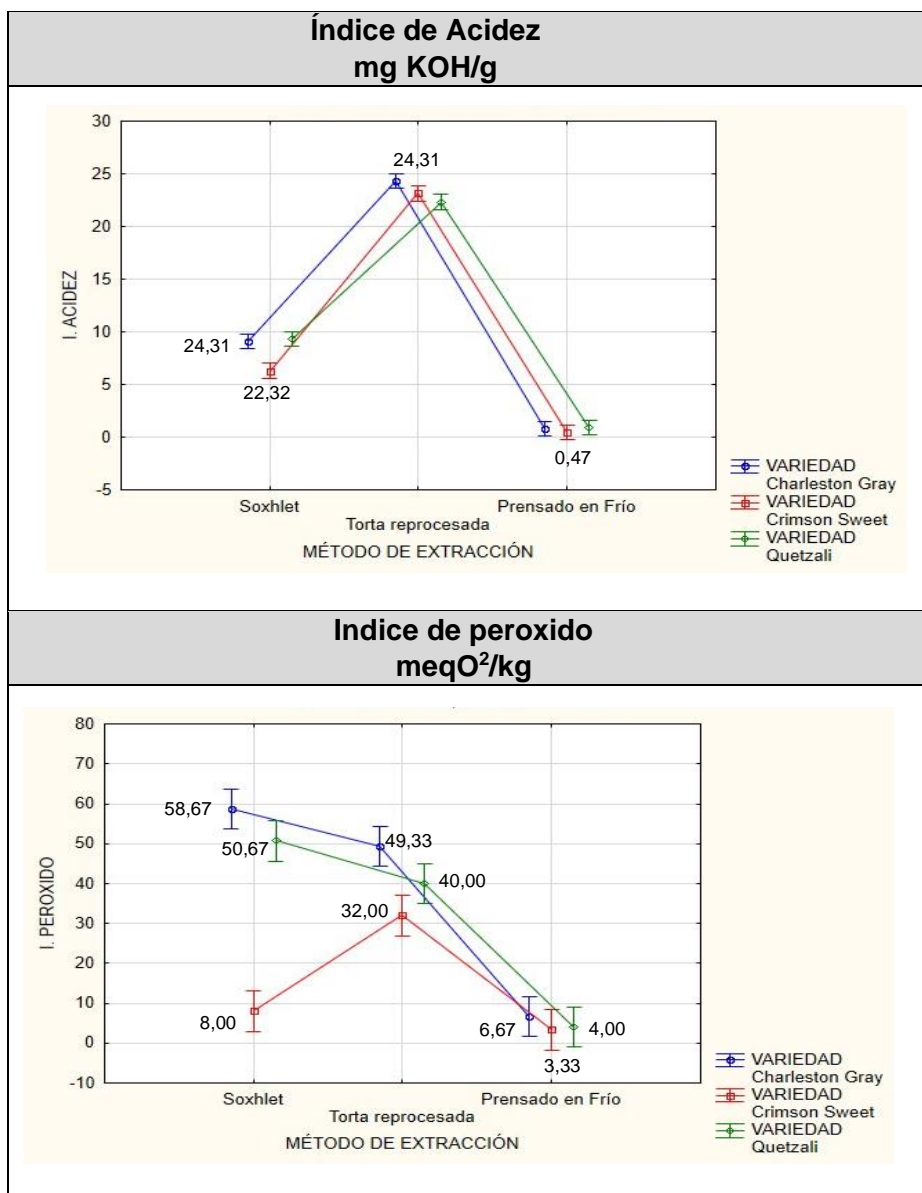 Índice de Acidez
mg KOH/g
30
25
20
15
10
5
0
-5
I. ACIDEZ
24,31
24,31
22,32
0,47
Soxhlet
Torta reprocesada
Prensado en Frío
MÉTODO DE EXTRACCIÓN
VARIEDAD
Charleston Gray
VARIEDAD
Crimson Sweet
VARIEDAD
Quetzali
Indice de peroxido
meqO²/kg
80
70
60
50
40
30
20
10
0
-10
I. PEROXIDO
58,67
50,67
49,33
40,00
32,00
8,00
6,67
4,00
3,33
Soxhlet
Torta reprocesada
Prensado en Frío
MÉTODO DE EXTRACCIÓN
VARIEDAD
Charleston Gray
VARIEDAD
Crimson Sweet
VARIEDAD
Quetzali